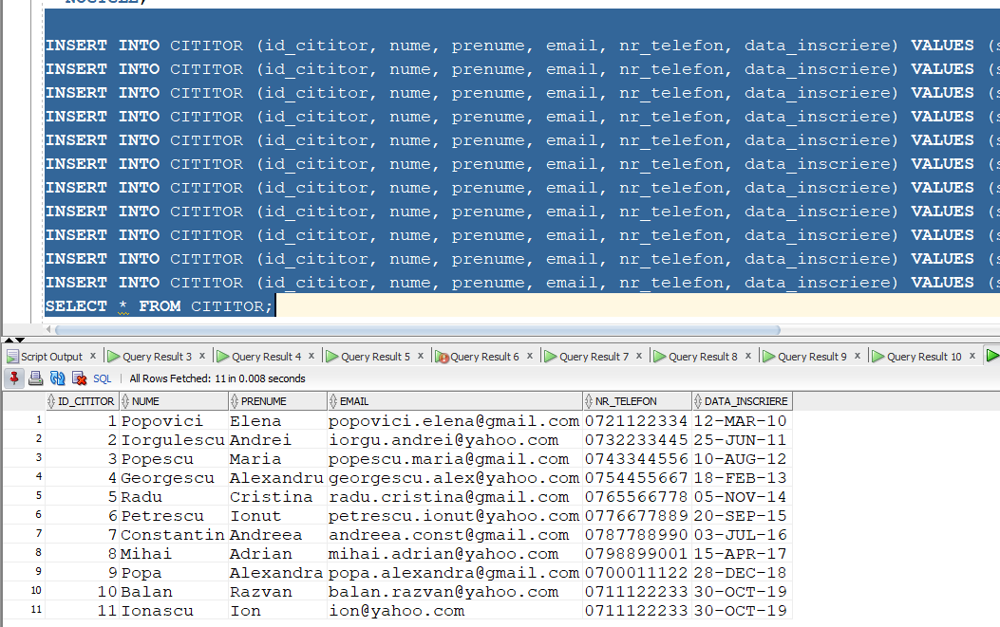 INSERT INTO CITITOR (id_cititor, nume, prenume, email, nr_telefon, data_inscriere) VALUES (s
INSERT INTO CITITOR (id_cititor, nume, prenume, email, nr_telefon, data_inscriere) VALUES (s
INSERT INTO CITITOR (id_cititor, nume, prenume, email, nr_telefon, data_inscriere) VALUES (s
INSERT INTO CITITOR (id_cititor, nume, prenume, email, nr_telefon, data_inscriere) VALUES (s
INSERT INTO CITITOR (id_cititor, nume, prenume, email, nr_telefon, data_inscriere) VALUES (s
INSERT INTO CITITOR (id_cititor, nume, prenume, email, nr_telefon, data_inscriere) VALUES (s
INSERT INTO CITITOR (id_cititor, nume, prenume, email, nr_telefon, data_inscriere) VALUES (s
INSERT INTO CITITOR (id_cititor, nume, prenume, email, nr_telefon, data_inscriere) VALUES (s
INSERT INTO CITITOR (id_cititor, nume, prenume, email, nr_telefon, data_inscriere) VALUES (s
INSERT INTO CITITOR (id_cititor, nume, prenume, email, nr_telefon, data_inscriere) VALUES (s
INSERT INTO CITITOR (id_cititor, nume, prenume, email, nr_telefon, data_inscriere) VALUES (s
SELECT * FROM CITITOR;
Script Output x Query Result 3 x Query Result 4 x Query Result 5 x Query Result 6 x Query Result 7 x Query Result 8 x Query Result 9 x Query Result 10 x
SQL | All Rows Fetched: 11 in 0.008 seconds
ID_CITITOR NUME PRENUME EMAIL NR_TELEFON DATA_INSCRIERE
1 1 Popovici Elena popovici.elena@gmail.com 0721122334 12-MAR-10
2 2 Iorgulescu Andrei iorgu.andrei@yahoo.com 0732233445 25-JUN-11
3 3 Popescu Maria popescu.maria@gmail.com 0743344556 10-AUG-12
4 4 Georgescu Alexandru georgescu.alex@yahoo.com 0754455667 18-FEB-13
5 5 Radu Cristina radu.cristina@gmail.com 0765566778 05-NOV-14
6 6 Petrescu Ionut petrescu.ionut@yahoo.com 0776677889 20-SEP-15
7 7 Constantin Andreea andreea.const@gmail.com 0787788990 03-JUL-16
8 8 Mihai Adrian mihai.adrian@yahoo.com 0798899001 15-APR-17
9 9 Popa Alexandra popa.alexandra@gmail.com 0700011122 28-DEC-18
10 10 Balan Razvan balan.razvan@yahoo.com 0711122233 30-OCT-19
11 11 Ionascu Ion ion@yahoo.com 0711122233 30-OCT-19